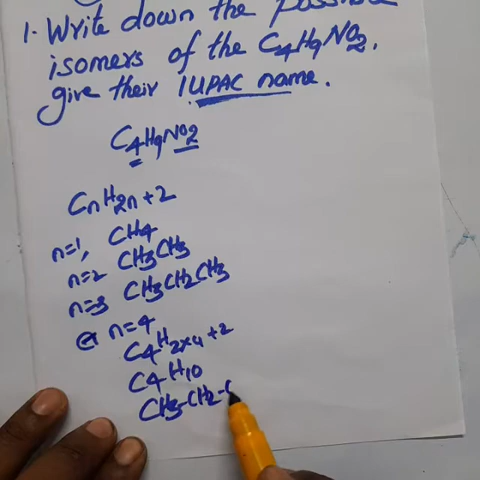 1. Write down the possible
isomers of the C4H9NO2.
give their IUPAC name.
C4H9NO2
CnH2n+2
n=1, CH4
n=2 CH3CH3
n=3 CH3CH2CH3
n=4
C4H2x4+2
C4H10
CH3-CH2-C